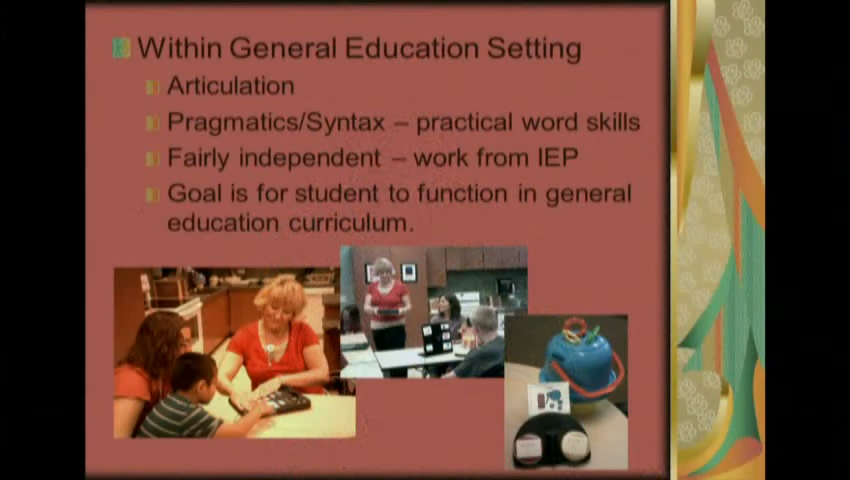 Within General Education Setting
Articulation
Pragmatics/Syntax – practical word skills
Fairly independent – work from IEP
Goal is for student to function in general
education curriculum.